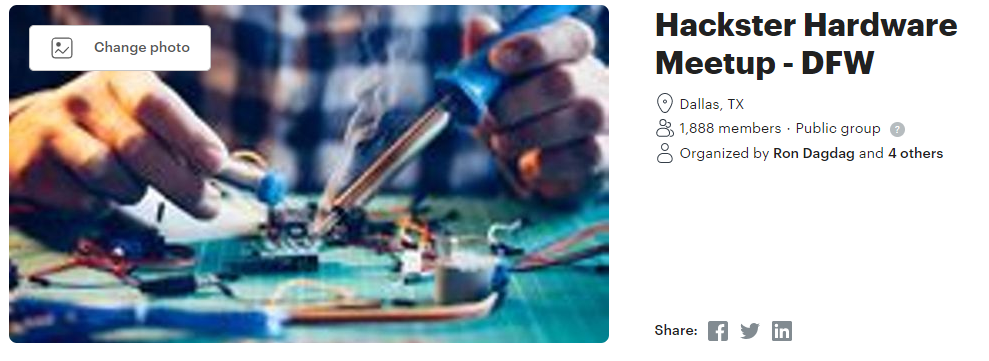 Change photo
Hackster Hardware
Meetup - DFW
Dallas, TX
1,888 members · Public group ?
Organized by Ron Dagdag and 4 others
Share: